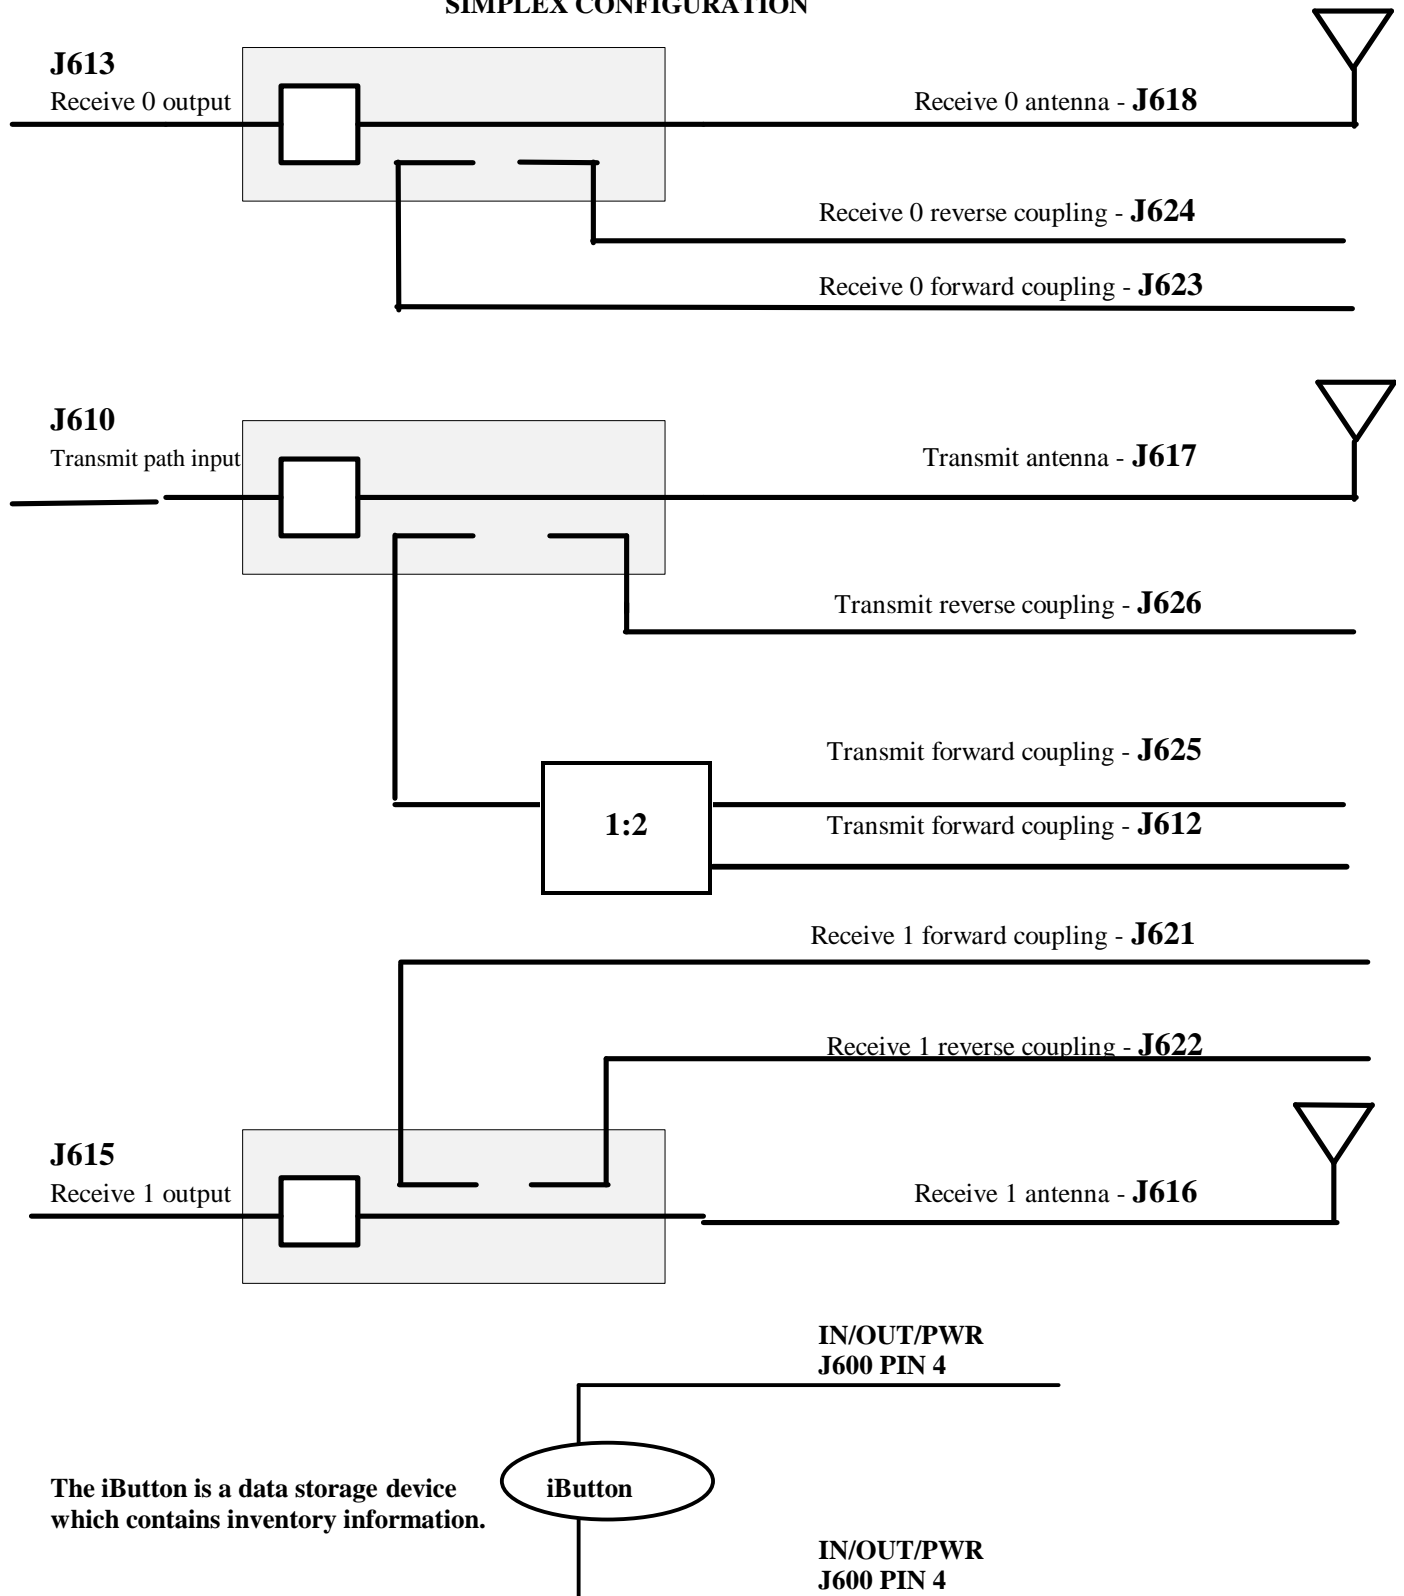 SIMPLEX CONFIGURATION
J613
Receive 0 output
Receive 0 antenna - J618
Receive 0 reverse coupling - J624
Receive 0 forward coupling - J623
J610
Transmit path input
Transmit antenna - J617
Transmit reverse coupling - J626
Transmit forward coupling - J625
1:2
Transmit forward coupling - J612
Receive 1 forward coupling - J621
Receive 1 reverse coupling - J622
J615
Receive 1 output
Receive 1 antenna - J616
IN/OUT/PWR
J600 PIN 4
The iButton is a data storage device
which contains inventory information.
iButton
IN/OUT/PWR
J600 PIN 4